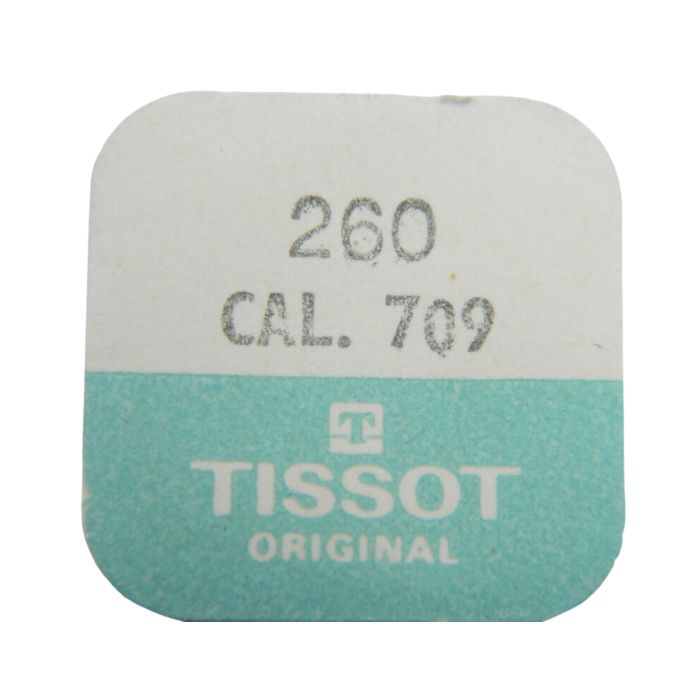 260
CAL. 709
TISSOT
ORIGINAL